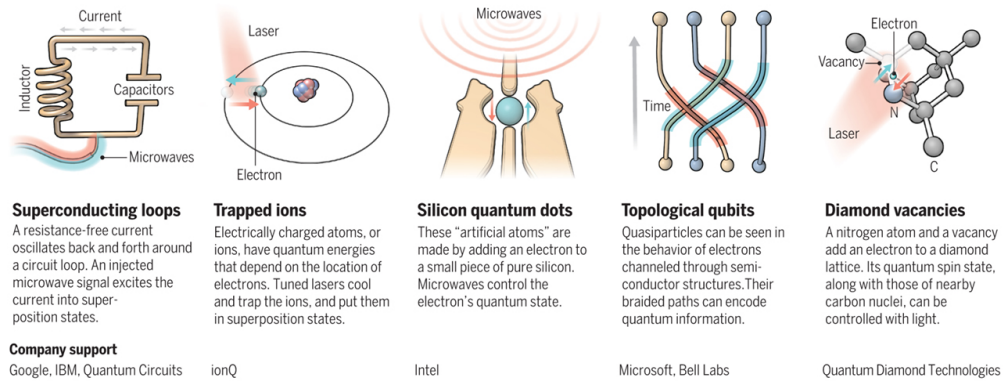 Current
Inductor
Capacitors
Microwaves
Laser
Electron
Microwaves
Time
Electron
Vacancy
N
Laser
C
Superconducting loops
A resistance-free current
oscillates back and forth around
a circuit loop. An injected
microwave signal excites the
current into super-
position states.
Trapped ions
Electrically charged atoms, or
ions, have quantum energies
that depend on the location of
electrons. Tuned lasers cool
and trap the ions, and put them
in superposition states.
Silicon quantum dots
These “artificial atoms” are
made by adding an electron to
a small piece of pure silicon.
Microwaves control the
electron’s quantum state.
Topological qubits
Quasiparticles can be seen in
the behavior of electrons
channeled through semi-
conductor structures.Their
braided paths can encode
quantum information.
Diamond vacancies
A nitrogen atom and a vacancy
add an electron to a diamond
lattice. Its quantum spin state,
along with those of nearby
carbon nuclei, can be
controlled with light.
Company support
Google, IBM, Quantum Circuits
ionQ
Intel
Microsoft, Bell Labs
Quantum Diamond Technologies